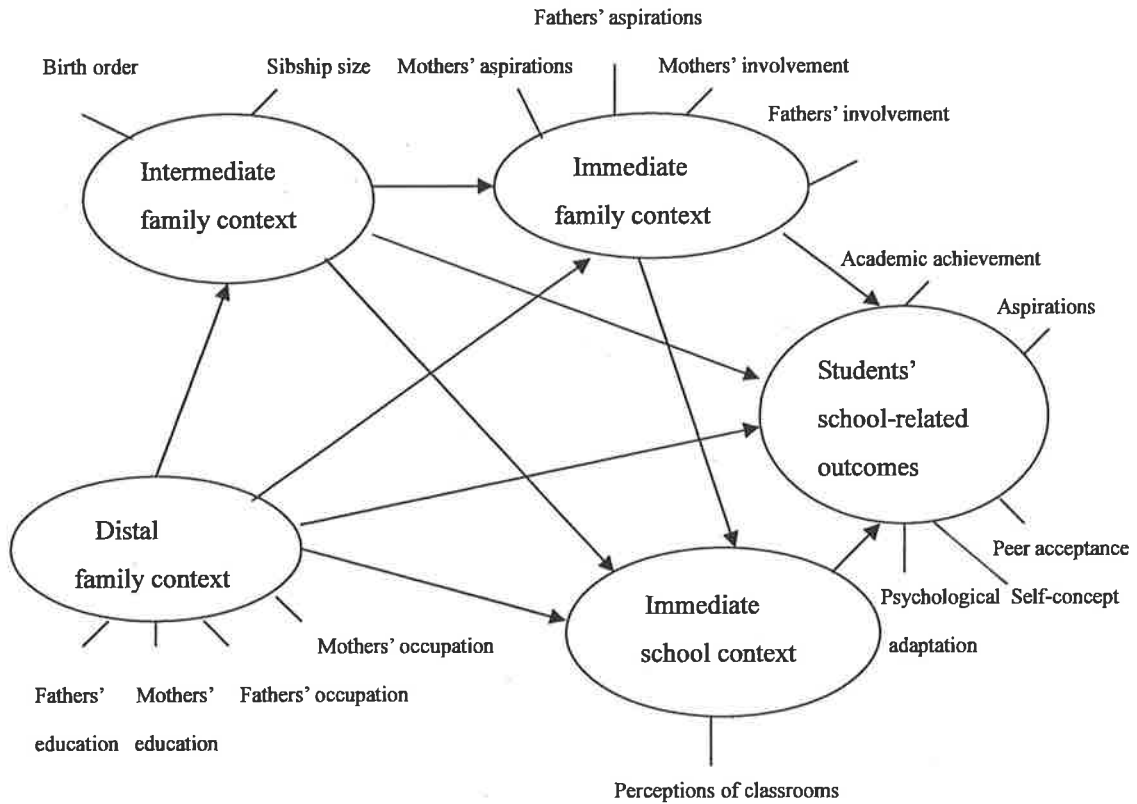 Fathers’ aspirations
Birth order
Sibship size
Mothers’ aspirations
Mothers’ involvement
Fathers’ involvement
Intermediate
family context
Immediate
family context
Academic achievement
Aspirations
Students’
school-related
outcomes
Distal
family context
Peer acceptance
Psychological
adaptation
Self-concept
Immediate
school context
Mothers’ occupation
Fathers’
education
Mothers’
education
Fathers’ occupation
Perceptions of classrooms